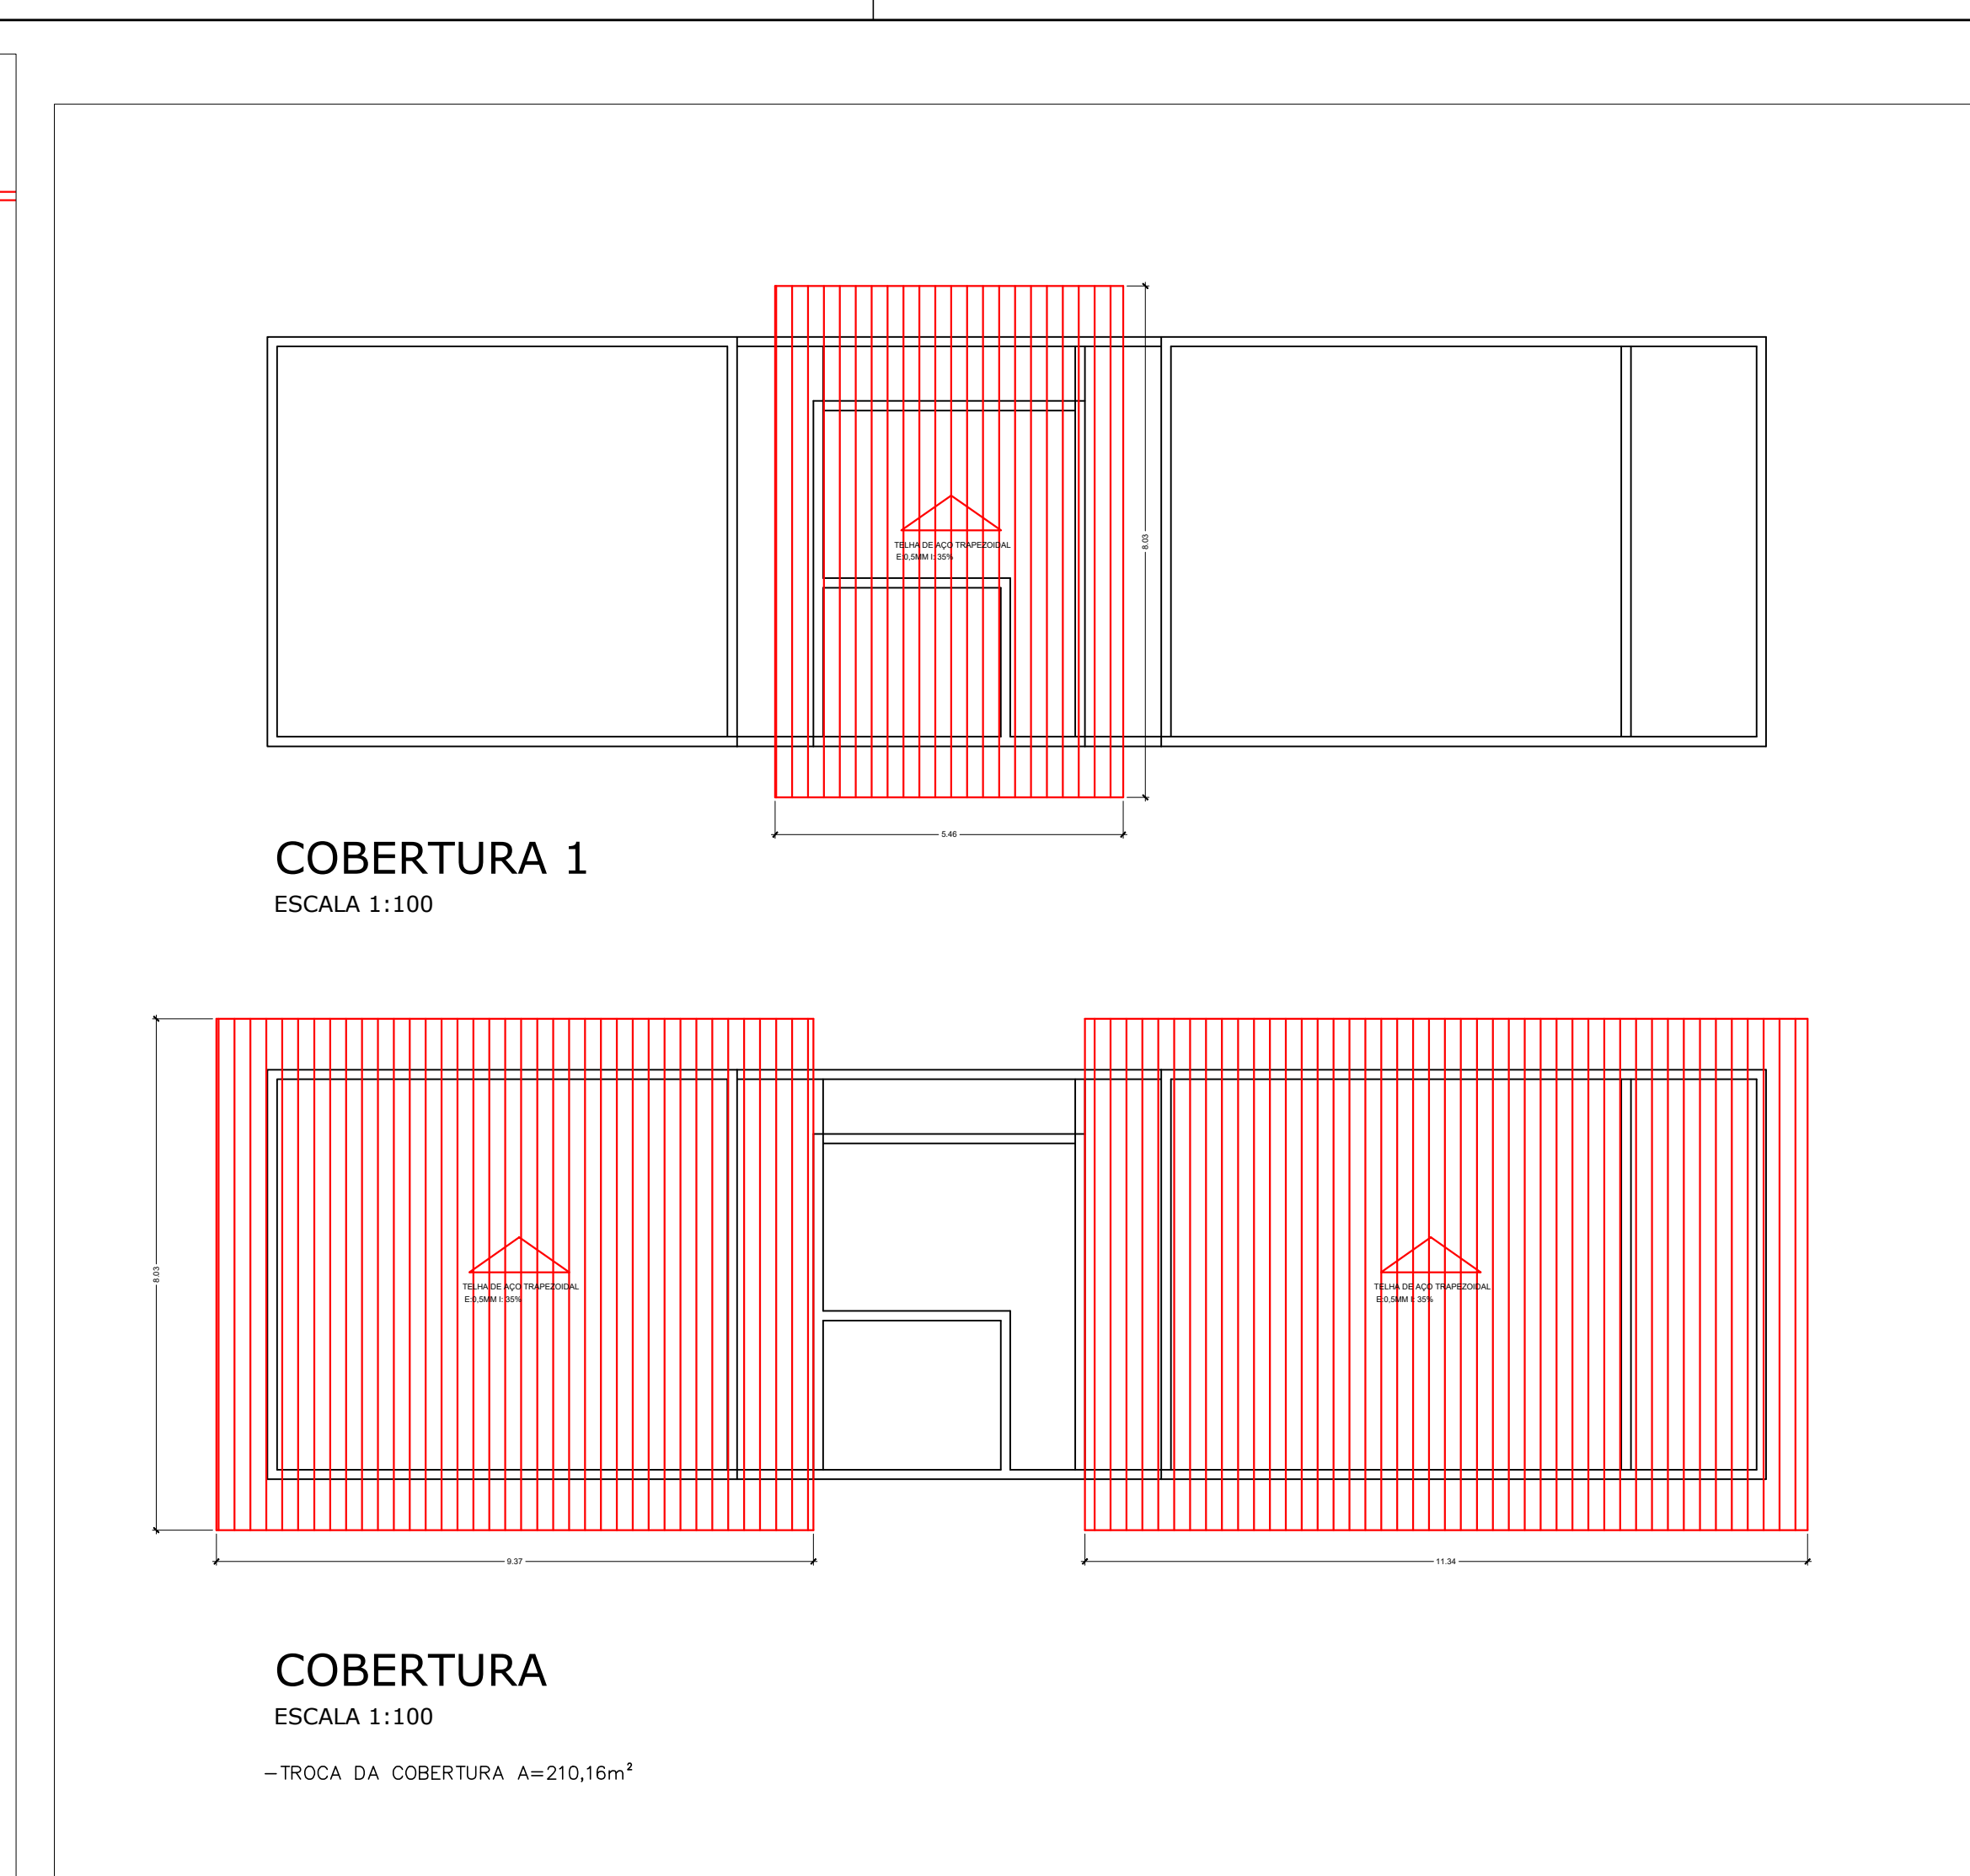 TELHA DE AÇO TRAPEZOIDAL
E:0,5MM I: 35%
8.03
5.46
COBERTURA 1
ESCALA 1:100
8.03
TELHA DE AÇO TRAPEZOIDAL
E:0,5MM I: 35%
TELHA DE AÇO TRAPEZOIDAL
E:0,5MM I: 35%
9.37
11.34
COBERTURA
ESCALA 1:100
-TROCA DA COBERTURA A=210,16m²